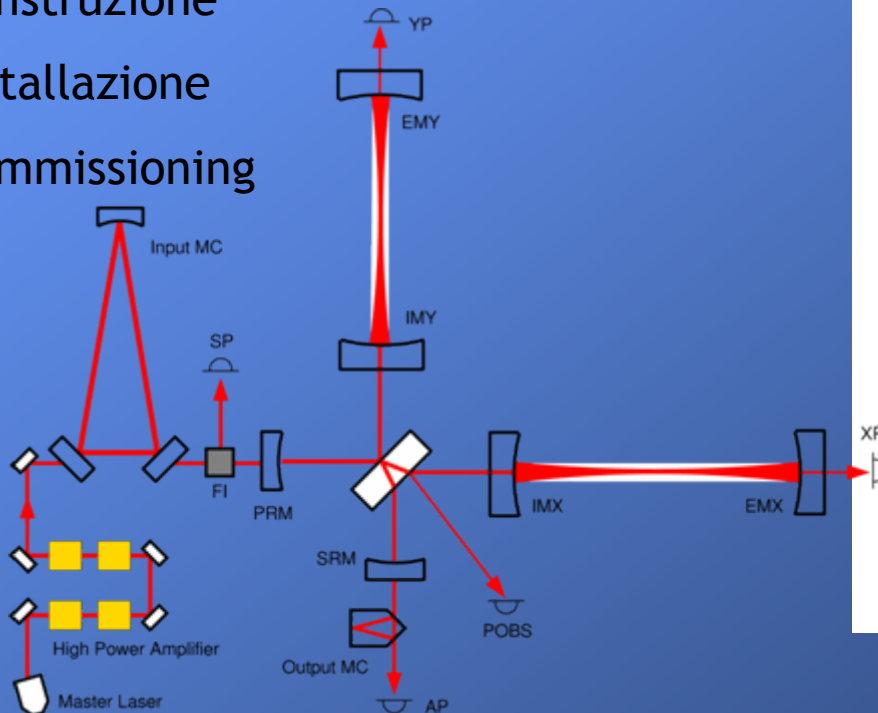 nstruzione
tallazione
mmissioning
YP
EMY
Input MC
IMY
SP
FI
PRM
IMX
EMX
SRM
POBS
High Power Amplifier
Output MC
Master Laser
AP